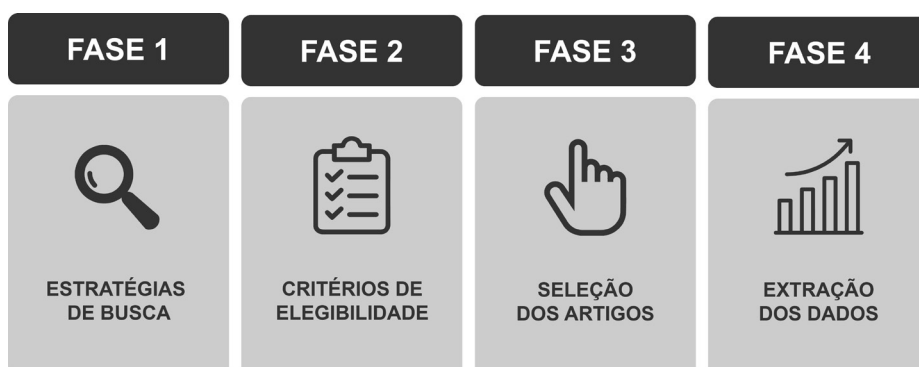 FASE 1
ESTRATÉGIAS
DE BUSCA
FASE 2
CRITÉRIOS DE
ELEGIBILIDADE
FASE 3
SELEÇÃO
DOS ARTIGOS
FASE 4
EXTRAÇÃO
DOS DADOS